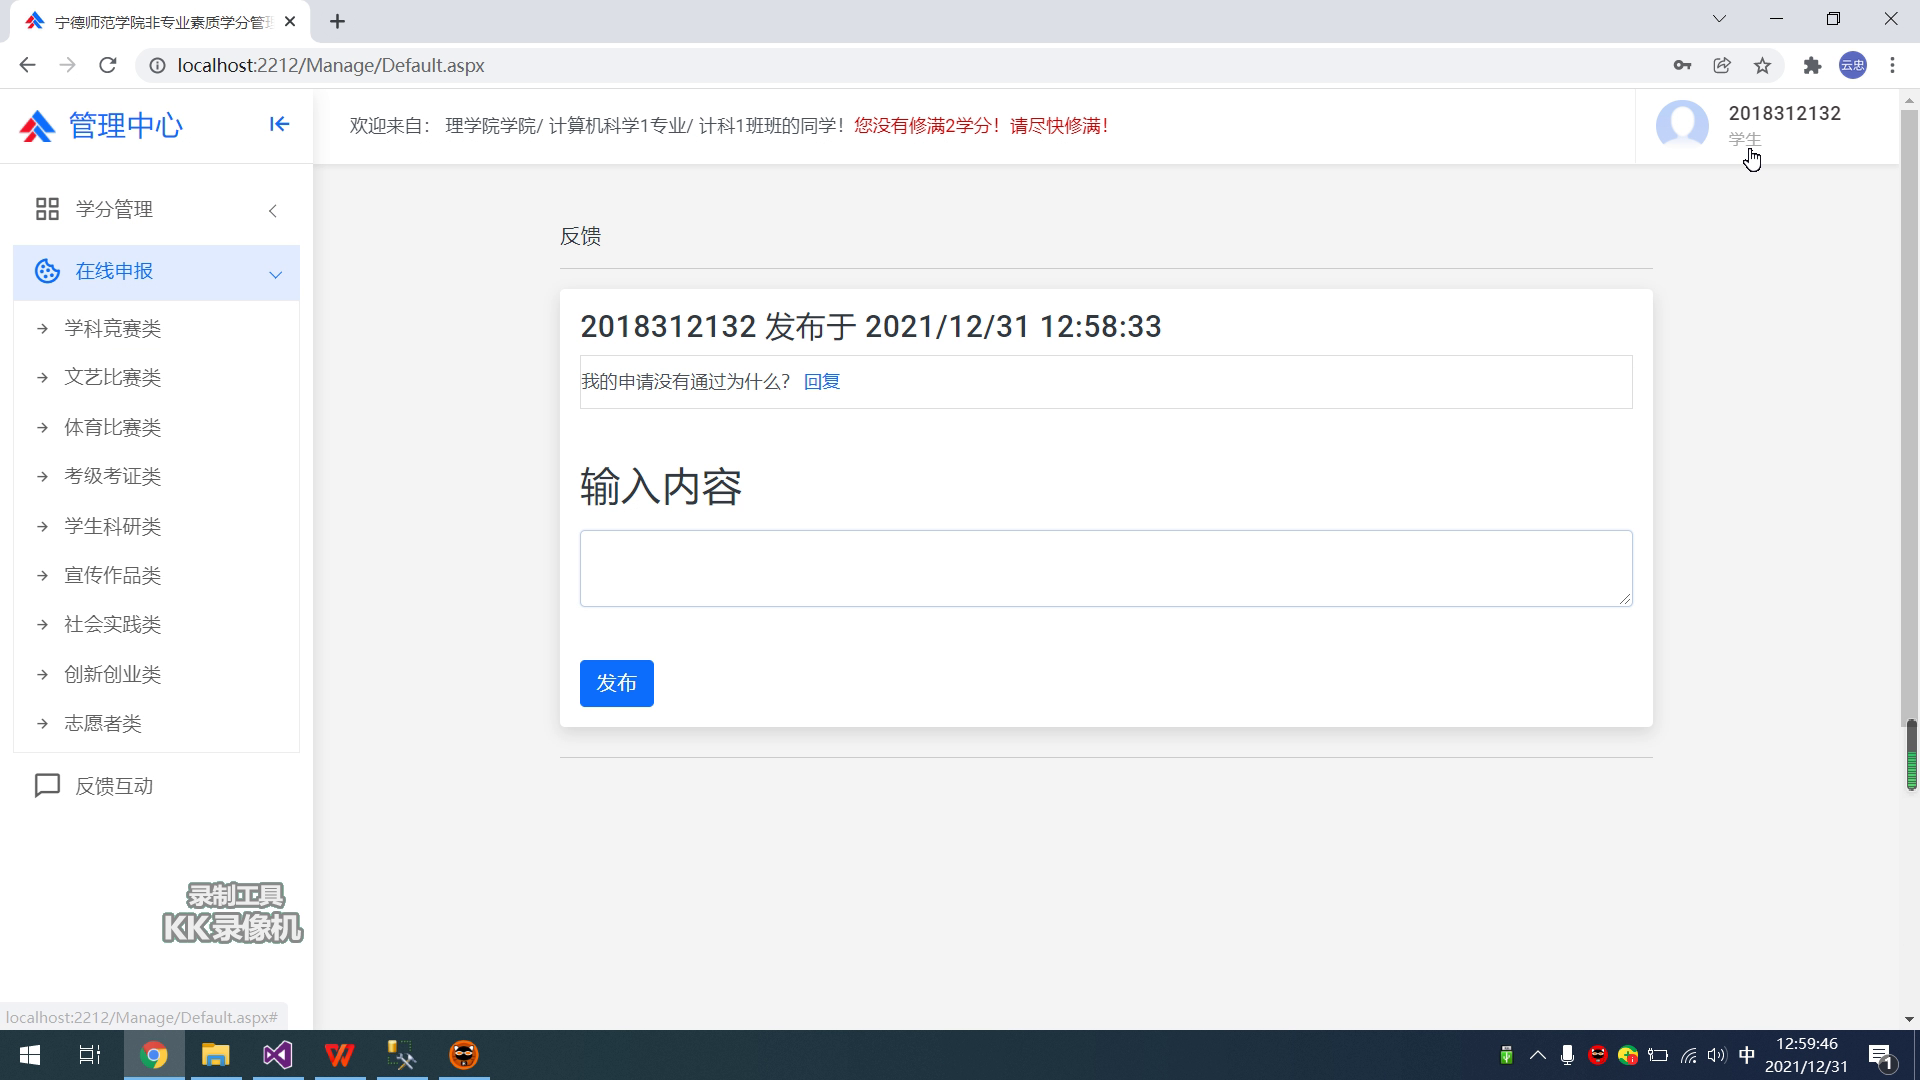 宁德师范学院非专业素质学分管理
localhost:2212/Manage/Default.aspx
云忠
管理中心
欢迎来自： 理学院学院/ 计算机科学1专业/ 计科1班班的同学！您没有修满2学分！请尽快修满！
2018312132
学生
学分管理
在线申报
学科竞赛类
文艺比赛类
体育比赛类
考级考证类
学生科研类
宣传作品类
社会实践类
创新创业类
志愿者类
反馈互动
反馈
2018312132 发布于 2021/12/31 12:58:33
我的申请没有通过为什么？ 回复
输入内容
发布
录制工具
KK录像机
localhost:2212/Manage/Default.aspx#
中
12:59:46
2021/12/31
1